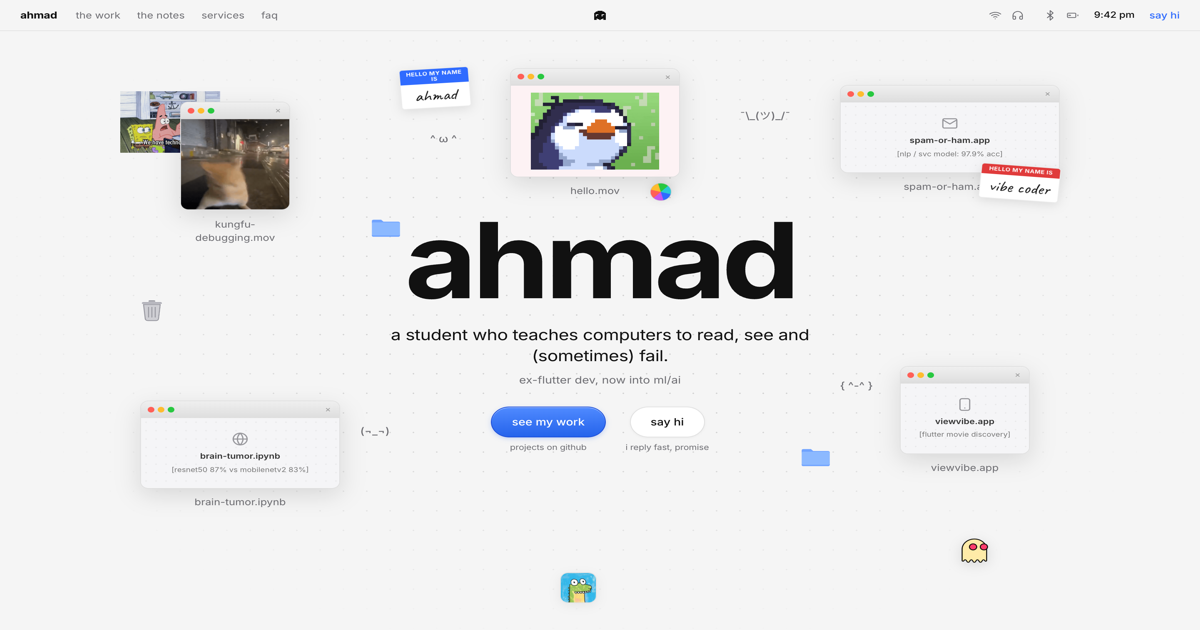 ahmad the work the notes services faq 9:42 pm say hi
HELLO MY NAME IS
ahmad
^ ω ^
hello.mov
¯\_(ツ)_/¯
spam-or-ham.app
[nlp / svc model: 97.9% acc]
spam-or-ham.a
HELLO MY NAME IS
vibe coder
We have techno
kungfu-
debugging.mov
ahmad
a student who teaches computers to read, see and
(sometimes) fail.
ex-flutter dev, now into ml/ai
see my work
projects on github
say hi
i reply fast, promise
{ ^-^ }
viewvibe.app
[flutter movie discovery]
viewvibe.app
(¬_¬)
brain-tumor.ipynb
[resnet50 87% vs mobilenetv2 83%]
brain-tumor.ipynb